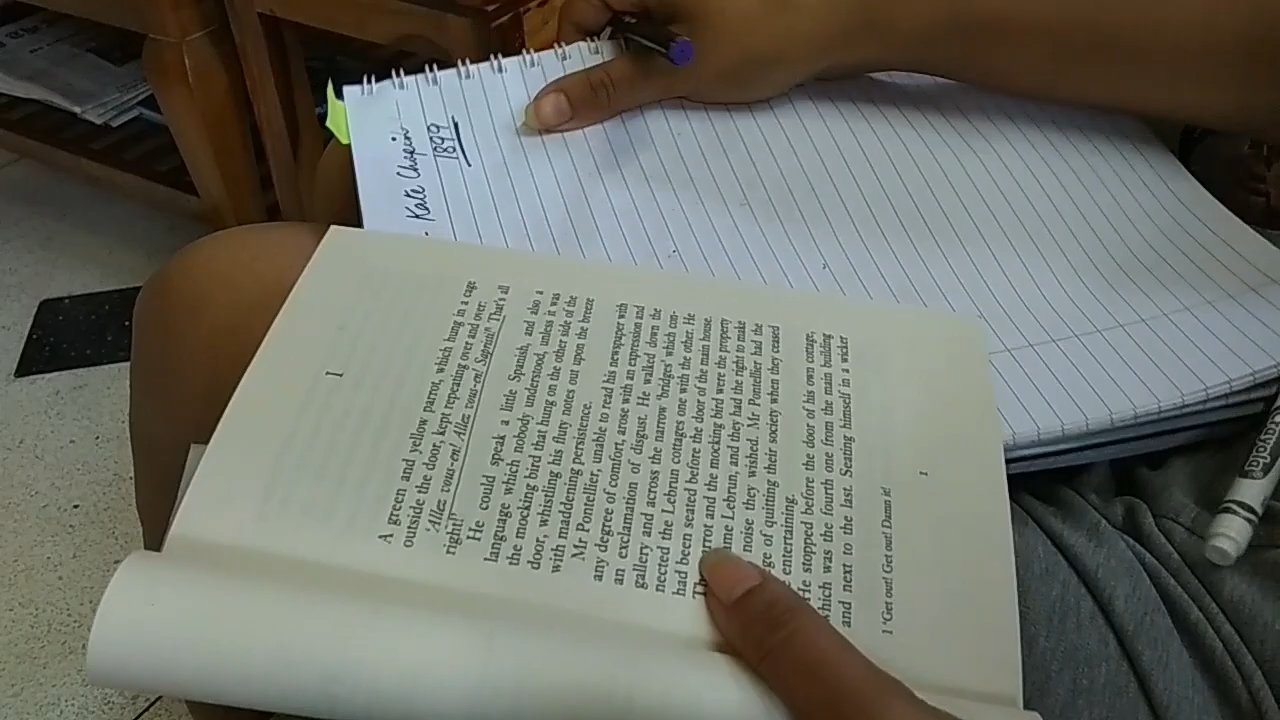 Kate Chopin
1899
I
A green and yellow parrot, which hung in a cage
outside the door, kept repeating over and over:
'Allez vous-en! Allez vous-en! Sapristi!¹ That's all
right!'
He could speak a little Spanish, and also a
language which nobody understood, unless it was
the mocking bird that hung on the other side of the
door, whistling his fluty notes out upon the breeze
with maddening persistence.
Mr Pontellier, unable to read his newspaper with
any degree of comfort, arose with an expression and
an exclamation of disgust. He walked down the
gallery and across the narrow 'bridges' which con-
nected the Lebrun cottages one with the other. He
had been seated before the door of the main house.
rrot and the mocking bird were the property
me Lebrun, and they had the right to make
noise they wished. Mr Pontellier had the
ge of quitting their society when they ceased
entertaining.
He stopped before the door of his own cottage,
which was the fourth one from the main building
and next to the last. Seating himself in a wicker
1 'Get out! Get out! Damn it!
1
Crayola